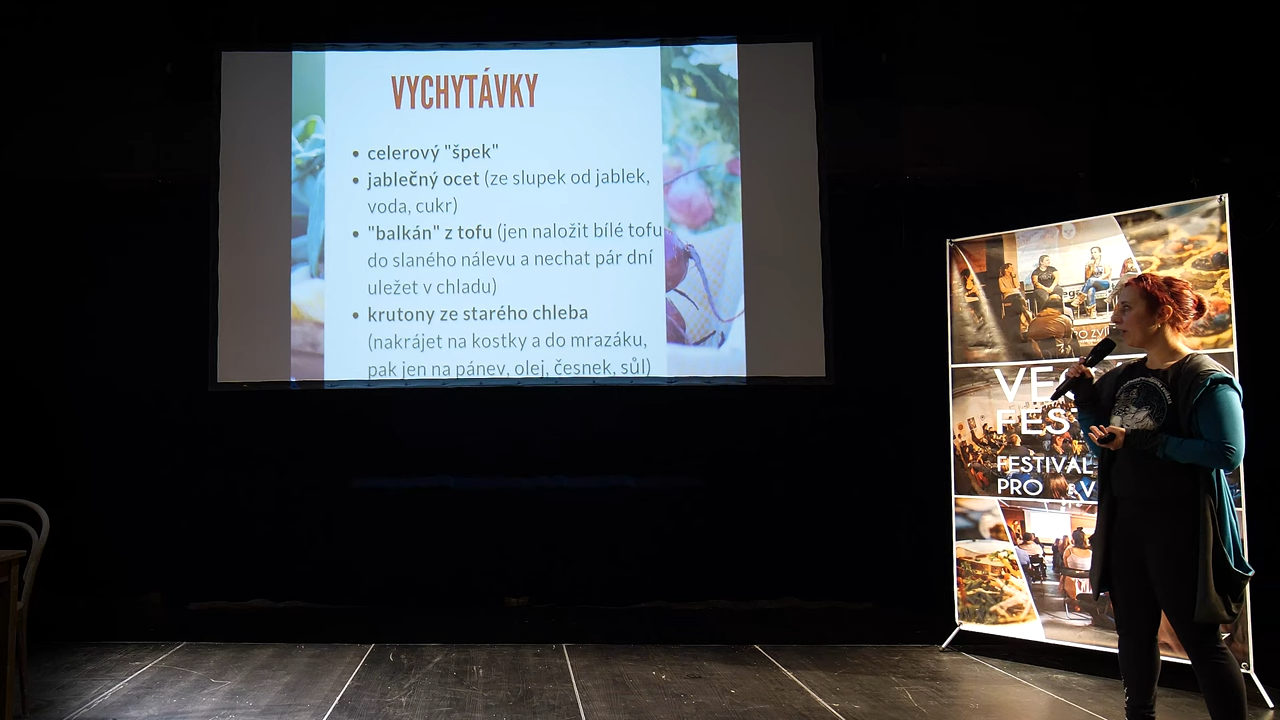 VYCHYTÁVKY
• celerový "špek"
• jablečný ocet (ze slupek od jablek,
voda, cukr)
• "balkán" z tofu (jen naložit bílé tofu
do slaného nálevu a nechat pár dní
uležet v chladu)
• krutony ze starého chleba
(nakrájet na kostky a do mrazáku,
pak jen na pánev, olej, česnek, sůl)
FEST
FESTIVAL
PRO